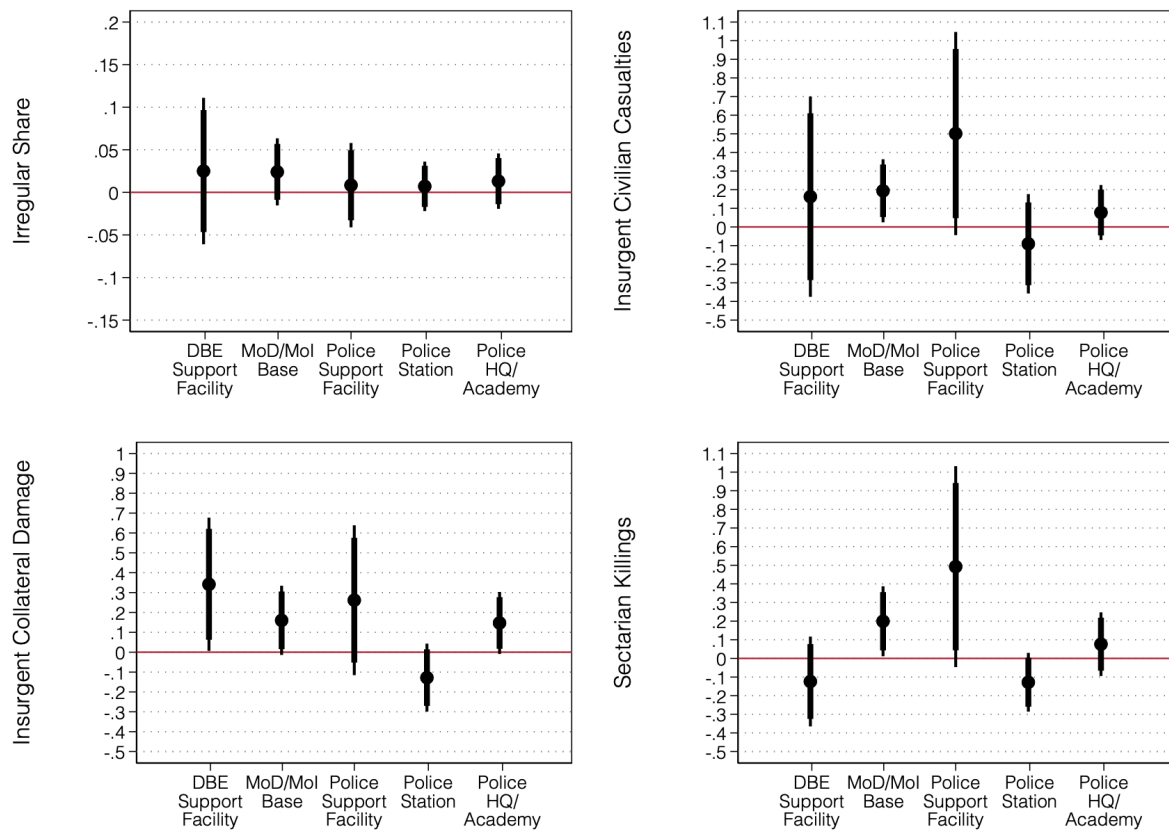 Irregular Share
.2
.15
.1
.05
0
-.05
-.1
-.15
DBE
Support
Facility
MoD/MoI
Base
Police
Support
Facility
Police
Station
Police
HQ/
Academy
Insurgent Civilian Casualties
1.1
1
.9
.8
.7
.6
.5
.4
.3
.2
.1
0
-.1
-.2
-.3
-.4
-.5
DBE
Support
Facility
MoD/MoI
Base
Police
Support
Facility
Police
Station
Police
HQ/
Academy
Insurgent Collateral Damage
1
.9
.8
.7
.6
.5
.4
.3
.2
.1
0
-.1
-.2
-.3
-.4
-.5
DBE
Support
Facility
MoD/MoI
Base
Police
Support
Facility
Police
Station
Police
HQ/
Academy
Sectarian Killings
1.1
1
.9
.8
.7
.6
.5
.4
.3
.2
.1
0
-.1
-.2
-.3
-.4
-.5
DBE
Support
Facility
MoD/MoI
Base
Police
Support
Facility
Police
Station
Police
HQ/
Academy